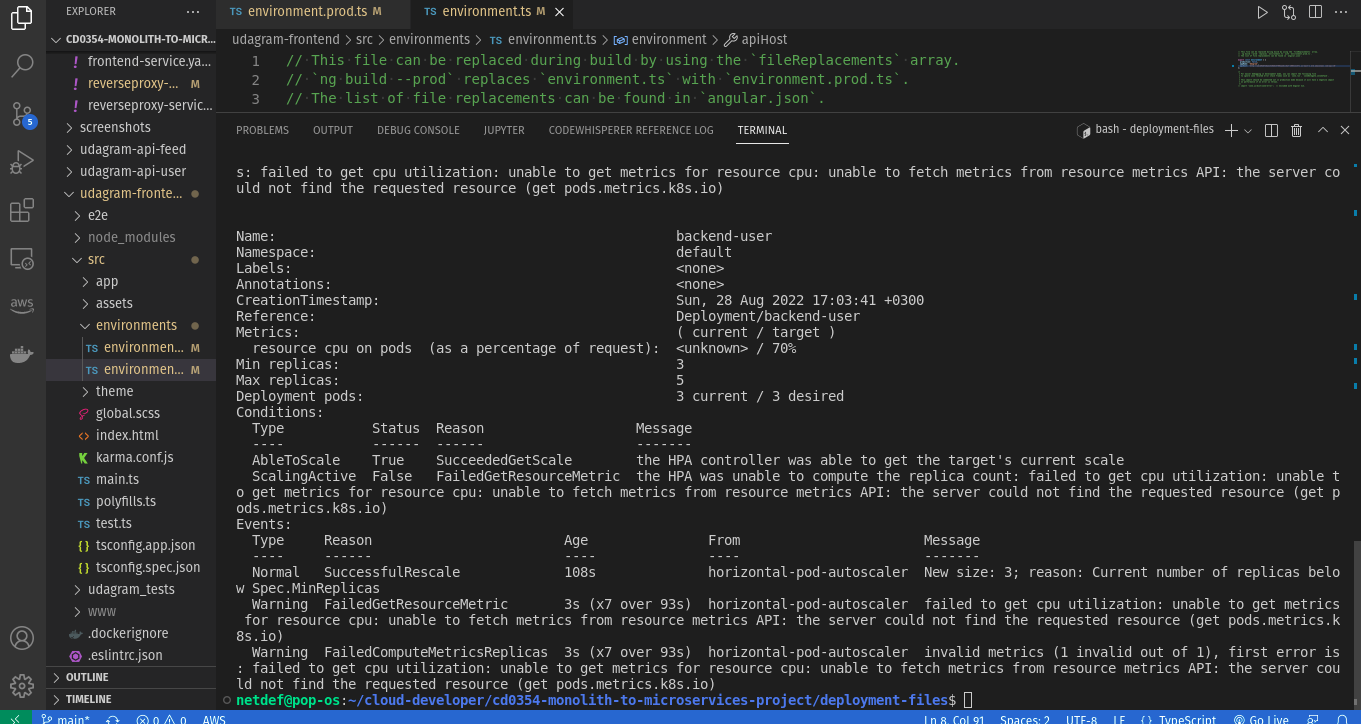 EXPLORER
...
CD0354-MONOLITH-TO-MICR...
! frontend-service.ya...
! reverseproxy-... M
! reverseproxy-servic...
screenshots
udagram-api-feed
udagram-api-user
udagram-fronte...
e2e
node_modules
src
app
assets
environments
TS environmen... M
TS environmen... M
theme
global.scss
index.html
karma.conf.js
TS main.ts
TS polyfills.ts
TS test.ts
{} tsconfig.app.json
{} tsconfig.spec.json
udagram_tests
www
.dockerignore
.eslintrc.json
OUTLINE
TIMELINE
5
aws
TS environment.prod.ts M
TS environment.ts M
udagram-frontend > src > environments > TS environment.ts > environment > apiHost
1 // This file can be replaced during build by using the `fileReplacements` array.
2 // `ng build --prod` replaces `environment.ts` with `environment.prod.ts`.
3 // The list of file replacements can be found in `angular.json`.
PROBLEMS OUTPUT DEBUG CONSOLE JUPYTER CODEWHISPERER REFERENCE LOG TERMINAL
bash - deployment-files
s: failed to get cpu utilization: unable to get metrics for resource cpu: unable to fetch metrics from resource metrics API: the server co
uld not find the requested resource (get pods.metrics.k8s.io)
Name: backend-user
Namespace: default
Labels: <none>
Annotations: <none>
CreationTimestamp: Sun, 28 Aug 2022 17:03:41 +0300
Reference: Deployment/backend-user
Metrics: ( current / target )
resource cpu on pods (as a percentage of request): <unknown> / 70%
Min replicas: 3
Max replicas: 5
Deployment pods: 3 current / 3 desired
Conditions:
Type Status Reason Message
---- ------ ------ -------
AbleToScale True SucceededGetScale the HPA controller was able to get the target's current scale
ScalingActive False FailedGetResourceMetric the HPA was unable to compute the replica count: failed to get cpu utilization: unable t
o get metrics for resource cpu: unable to fetch metrics from resource metrics API: the server could not find the requested resource (get p
ods.metrics.k8s.io)
Events:
Type Reason Age From Message
---- ------ ---- ---- -------
Normal SuccessfulRescale 108s horizontal-pod-autoscaler New size: 3; reason: Current number of replicas belo
w Spec.MinReplicas
Warning FailedGetResourceMetric 3s (x7 over 93s) horizontal-pod-autoscaler failed to get cpu utilization: unable to get metrics
for resource cpu: unable to fetch metrics from resource metrics API: the server could not find the requested resource (get pods.metrics.k
8s.io)
Warning FailedComputeMetricsReplicas 3s (x7 over 93s) horizontal-pod-autoscaler invalid metrics (1 invalid out of 1), first error is
: failed to get cpu utilization: unable to get metrics for resource cpu: unable to fetch metrics from resource metrics API: the server cou
ld not find the requested resource (get pods.metrics.k8s.io)
netdef@pop-os:~/cloud-developer/cd0354-monolith-to-microservices-project/deployment-files$
main* 0 0 AWS Ln 8, Col 91 Spaces: 2 UTF-8 LF {} TypeScript Go Live